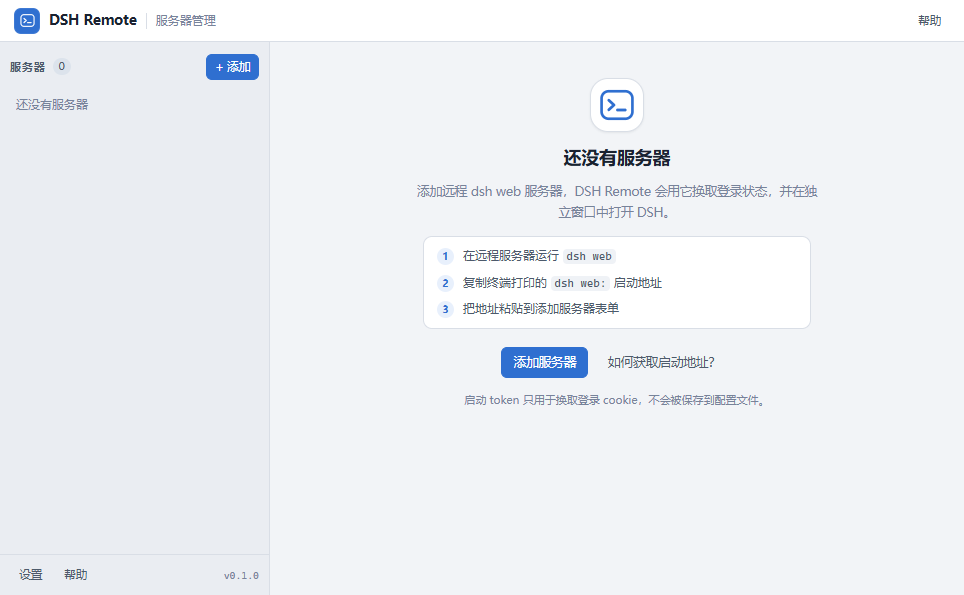 DSH Remote 服务器管理 帮助
服务器 0 + 添加
还没有服务器
还没有服务器
添加远程 dsh web 服务器，DSH Remote 会用它换取登录状态，并在独
立窗口中打开 DSH。
1 在远程服务器运行 dsh web
2 复制终端打印的 dsh web: 启动地址
3 把地址粘贴到添加服务器表单
添加服务器 如何获取启动地址?
启动 token 只用于换取登录 cookie，不会被保存到配置文件。
设置 帮助 v0.1.0